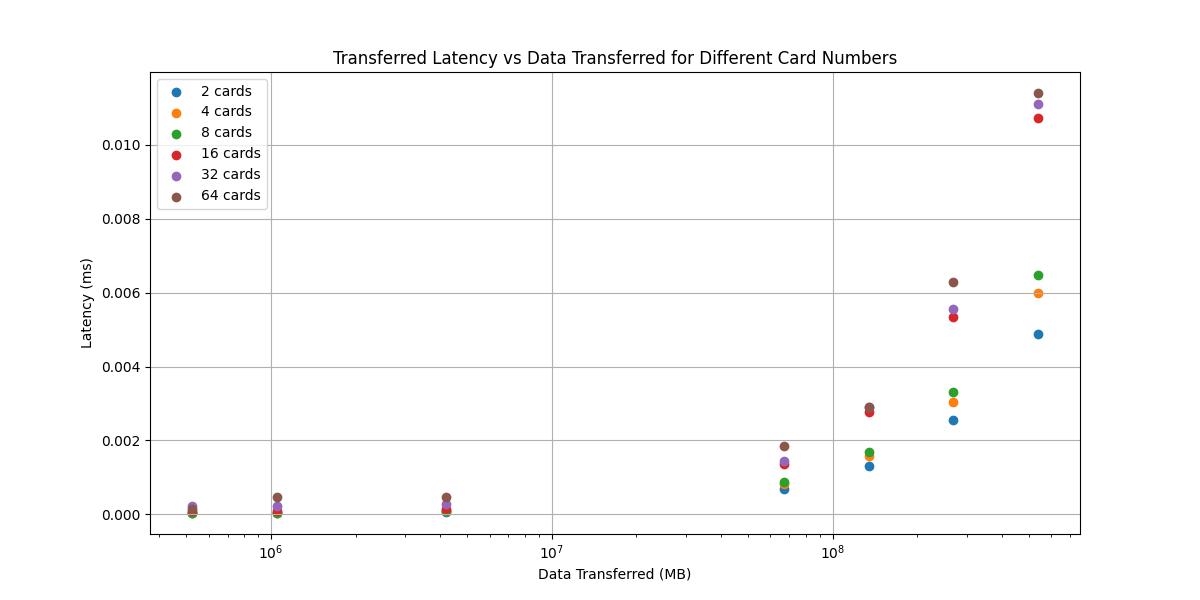 Transferred Latency vs Data Transferred for Different Card Numbers
2 cards
4 cards
8 cards
16 cards
32 cards
64 cards
Latency (ms)
0.010
0.008
0.006
0.004
0.002
0.000
10⁶
10⁷
10⁸
Data Transferred (MB)